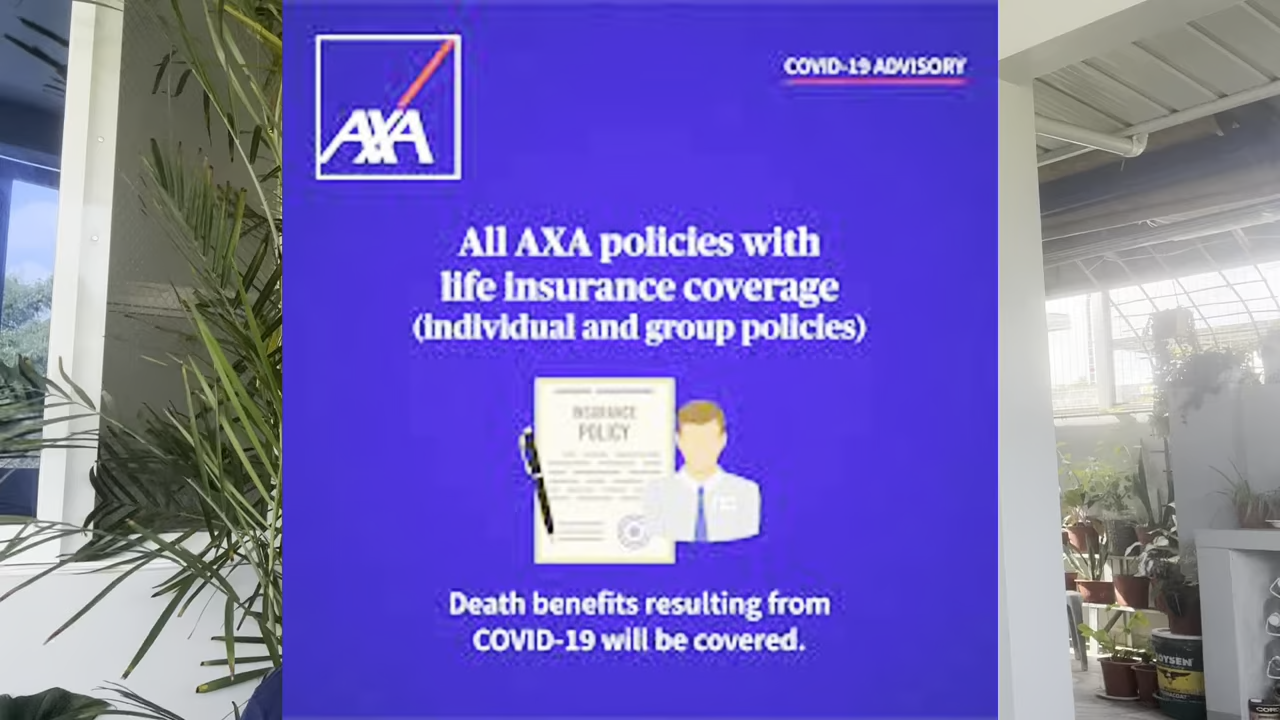 AXA
COVID-19 ADVISORY
All AXA policies with
life insurance coverage
(individual and group policies)
INSURANCE
POLICY
Death benefits resulting from
COVID-19 will be covered.